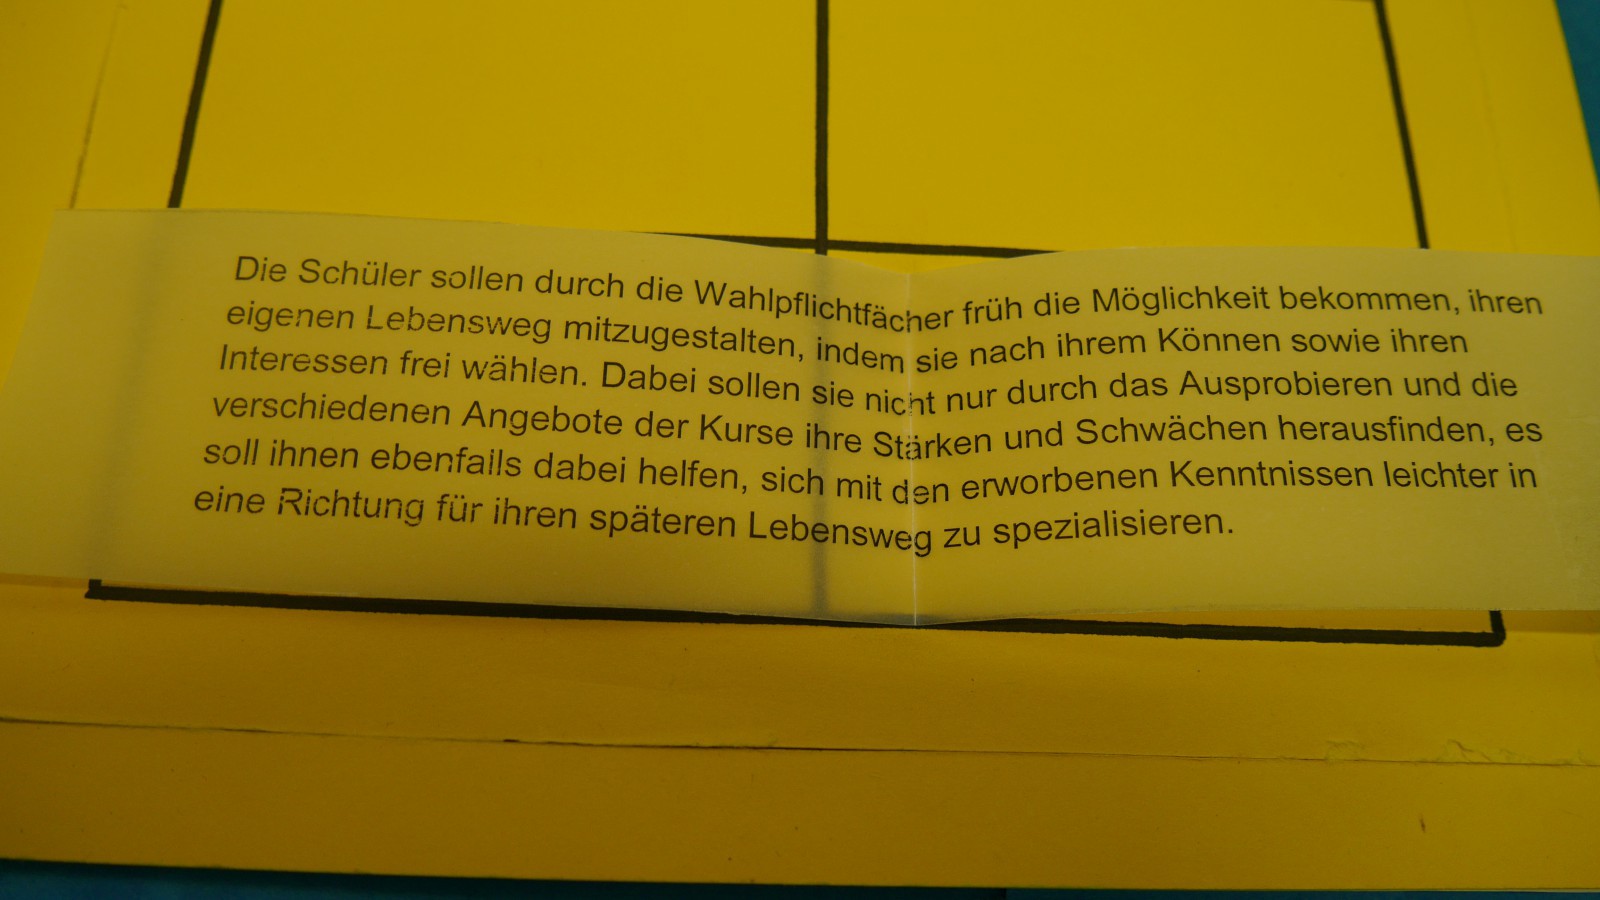 Die Schüler sollen durch die Wahlpflichtfächer früh die Möglichkeit bekommen, ihren
eigenen Lebensweg mitzugestalten, indem sie nach ihrem Können sowie ihren
Interessen frei wählen. Dabei sollen sie nicht nur durch das Ausprobieren und die
verschiedenen Angebote der Kurse ihre Stärken und Schwächen herausfinden, es
soll ihnen ebenfalls dabei helfen, sich mit den erworbenen Kenntnissen leichter in
eine Richtung für ihren späteren Lebensweg zu spezialisieren.